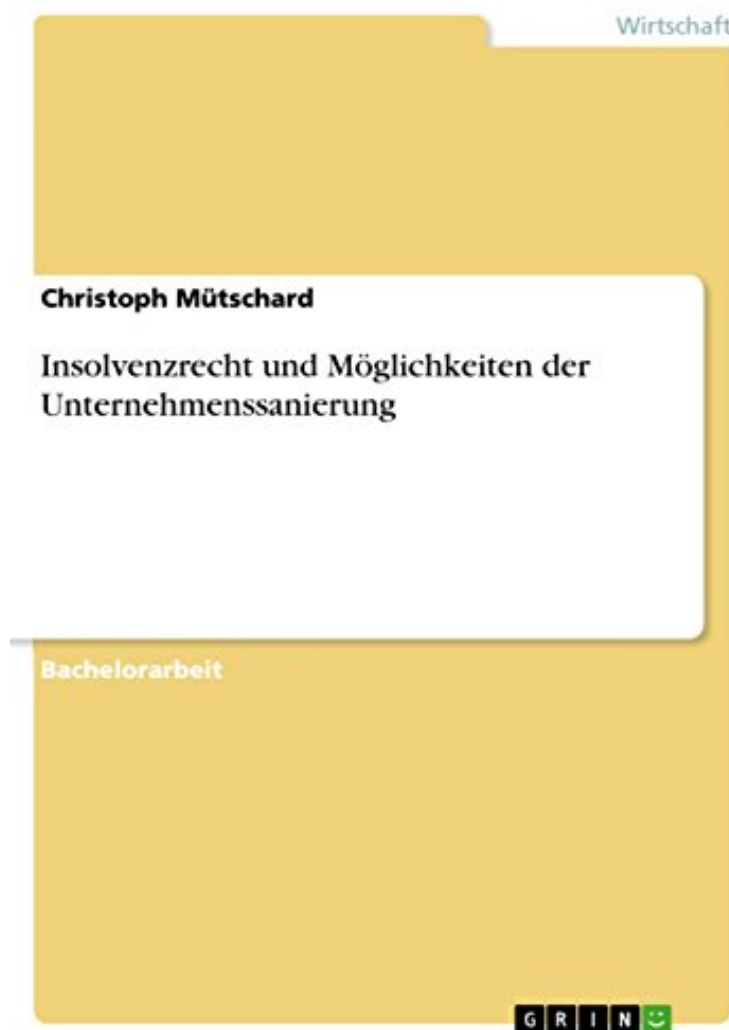 Wirtschaft
Christoph Mütschard
Insolvenzrecht und Möglichkeiten der
Unternehmenssanierung
Bachelorarbeit
GRIN